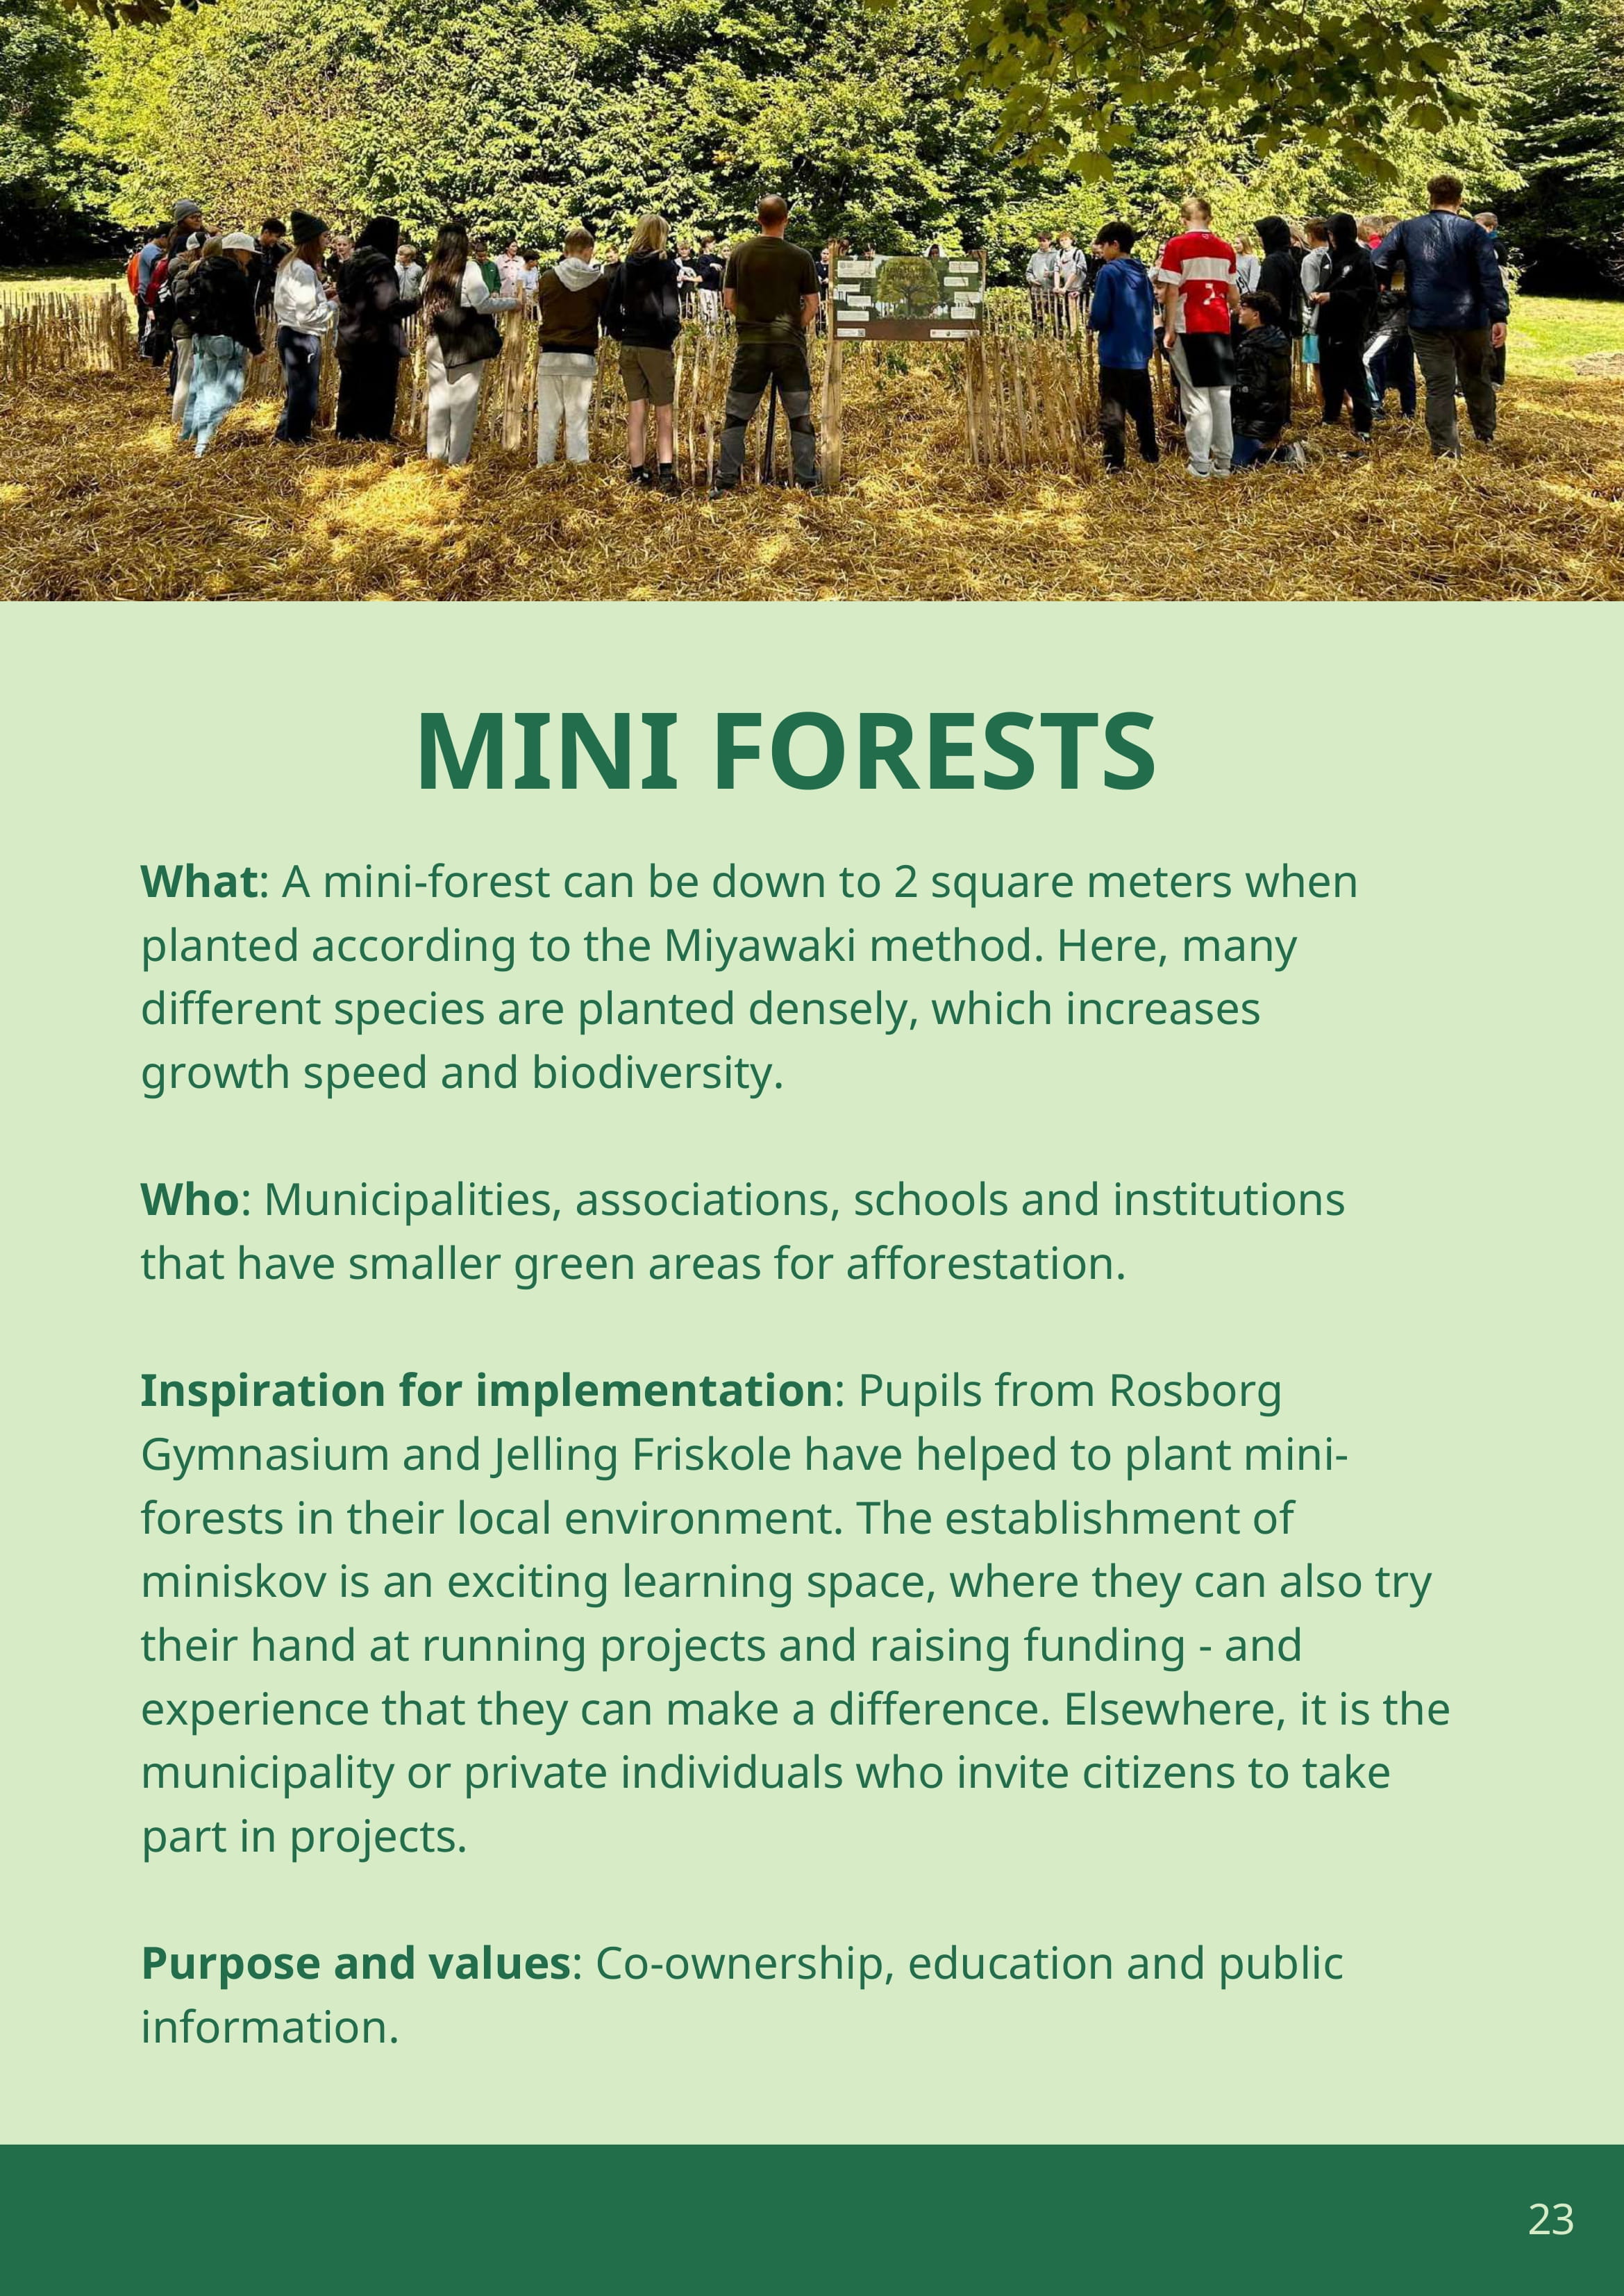 MINI FORESTS
What: A mini-forest can be down to 2 square meters when
planted according to the Miyawaki method. Here, many
different species are planted densely, which increases
growth speed and biodiversity.
Who: Municipalities, associations, schools and institutions
that have smaller green areas for afforestation.
Inspiration for implementation: Pupils from Rosborg
Gymnasium and Jelling Friskole have helped to plant mini-
forests in their local environment. The establishment of
miniskov is an exciting learning space, where they can also try
their hand at running projects and raising funding - and
experience that they can make a difference. Elsewhere, it is the
municipality or private individuals who invite citizens to take
part in projects.
Purpose and values: Co-ownership, education and public
information.
23